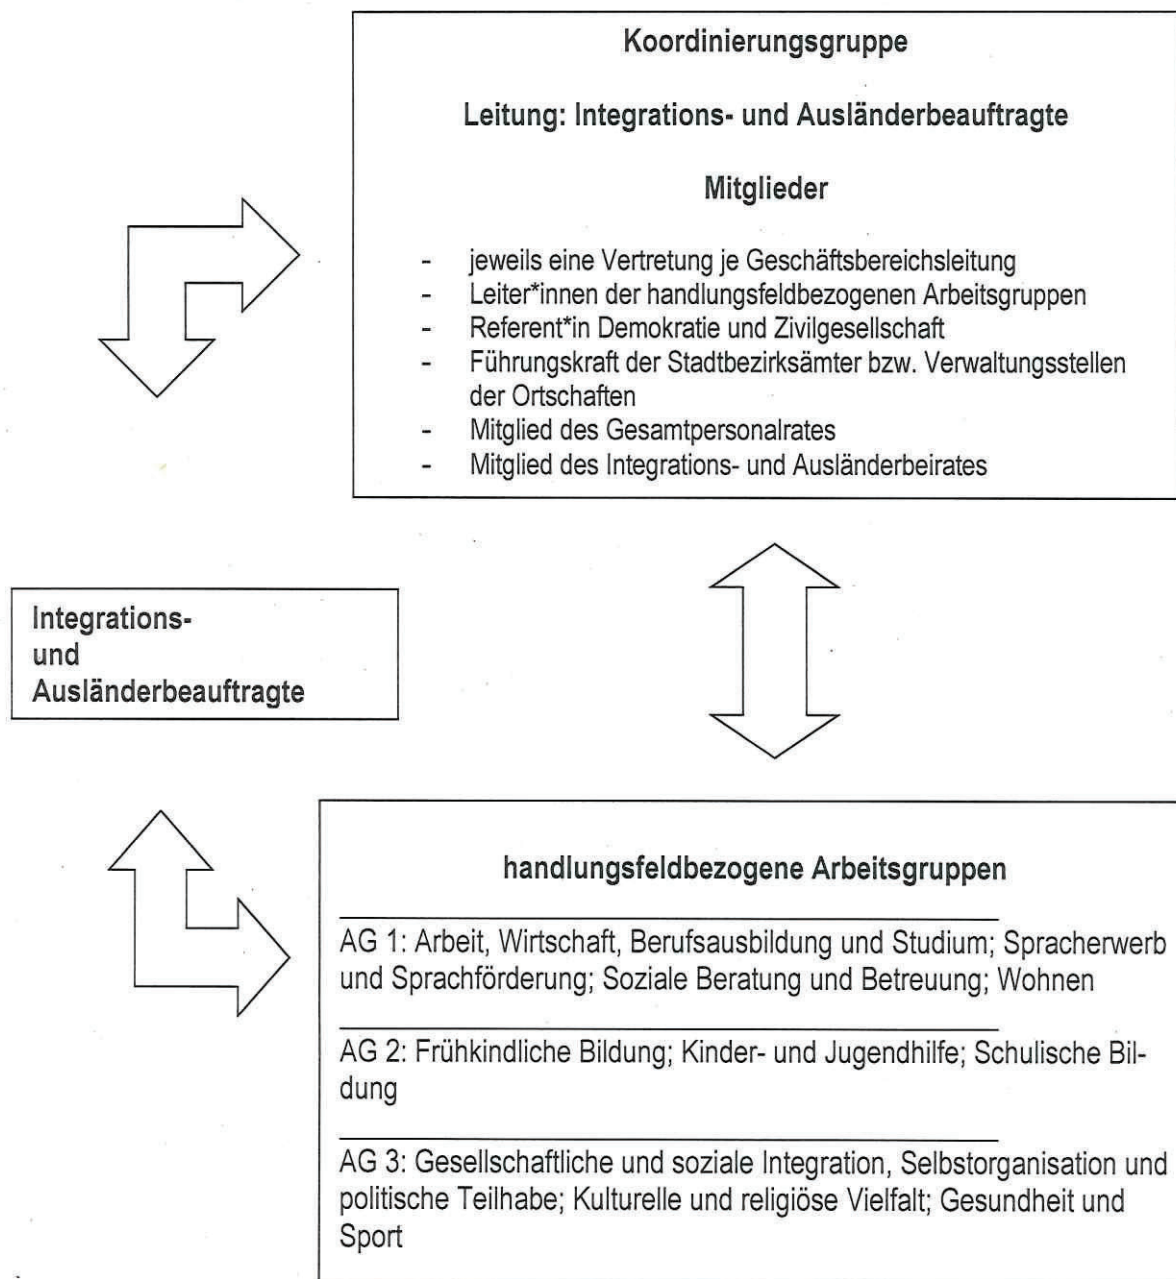 Koordinierungsgruppe
Leitung: Integrations- und Ausländerbeauftragte
Mitglieder
- jeweils eine Vertretung je Geschäftsbereichsleitung
- Leiter*innen der handlungsfeldbezogenen Arbeitsgruppen
- Referent*in Demokratie und Zivilgesellschaft
- Führungskraft der Stadtbezirksämter bzw. Verwaltungsstellen
der Ortschaften
- Mitglied des Gesamtpersonalrates
- Mitglied des Integrations- und Ausländerbeirates
Integrations-
und
Ausländerbeauftragte
handlungsfeldbezogene Arbeitsgruppen
AG 1: Arbeit, Wirtschaft, Berufsausbildung und Studium; Spracherwerb
und Sprachförderung; Soziale Beratung und Betreuung; Wohnen
AG 2: Frühkindliche Bildung; Kinder- und Jugendhilfe; Schulische Bil-
dung
AG 3: Gesellschaftliche und soziale Integration, Selbstorganisation und
politische Teilhabe; Kulturelle und religiöse Vielfalt; Gesundheit und
Sport